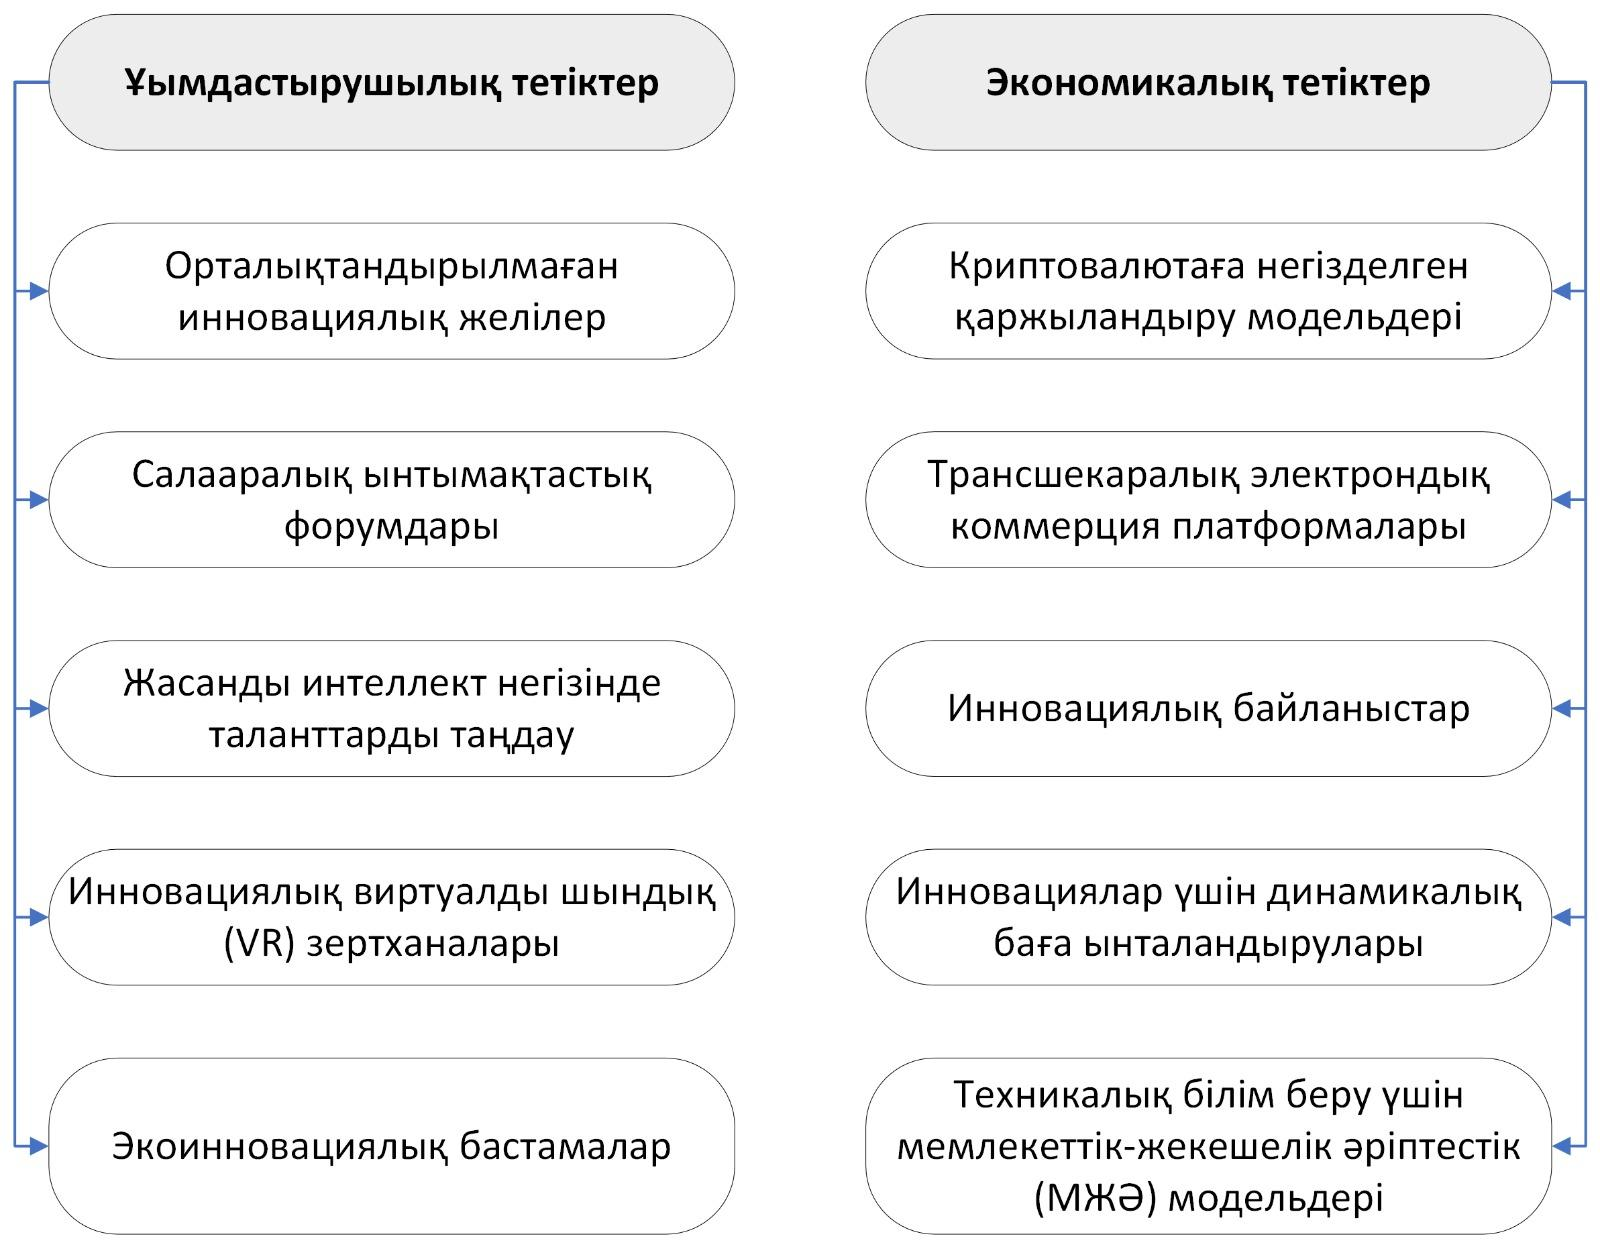 Ұымдастырушылық тетіктер
Орталықтандырылмаған
инновациялық желілер
Салааралық ынтымақтастық
форумдары
Жасанды интеллект негізінде
таланттарды таңдау
Инновациялық виртуалды шындық
(VR) зертханалары
Экоинновациялық бастамалар
Экономикалық тетіктер
Криптовалютаға негізделген
қаржыландыру модельдері
Трансшекаралық электрондық
коммерция платформалары
Инновациялық байланыстар
Инновациялар үшін динамикалық
баға ынталандырулары
Техникалық білім беру үшін
мемлекеттік-жекешелік әріптестік
(МЖӘ) модельдері